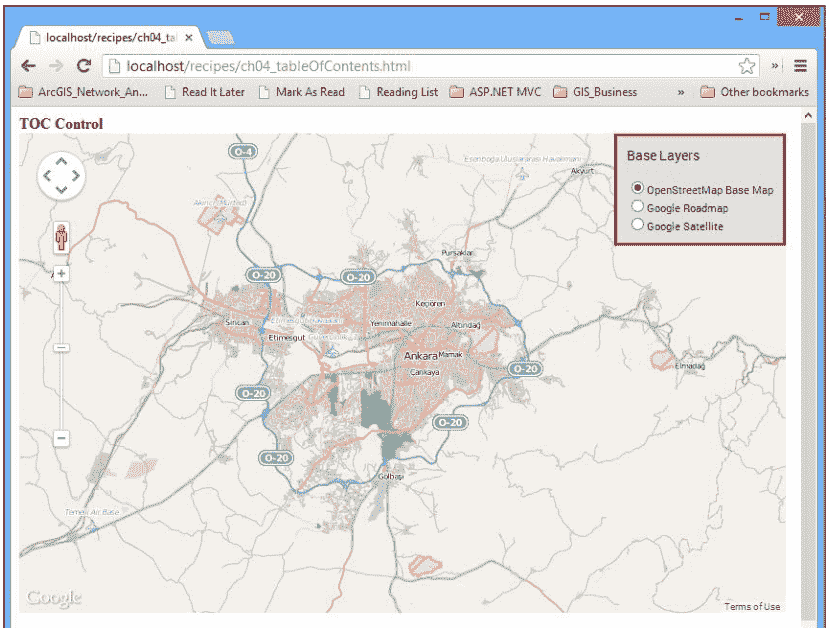 localhost/recipes/ch04_ta
localhost/recipes/ch04_tableOfContents.html
ArcGIS_Network_An... Read It Later Mark As Read Reading List ASP.NET MVC GIS_Business » Other bookmarks
TOC Control
Base Layers
OpenStreetMap Base Map
Google Roadmap
Google Satellite
O-4
Esenboğa Uluslararası Havalimanı
Akyurt
Pursaklar
O-20
O-20
Keçiören
Sincan
Yenimahalle
Altındağ
Etimesgut
Ankara
Mamak
Çankaya
Elmadağ
O-20
O-20
O-20
O-20
Gölbaşı
Temelli Air Base
Google
Terms of Use